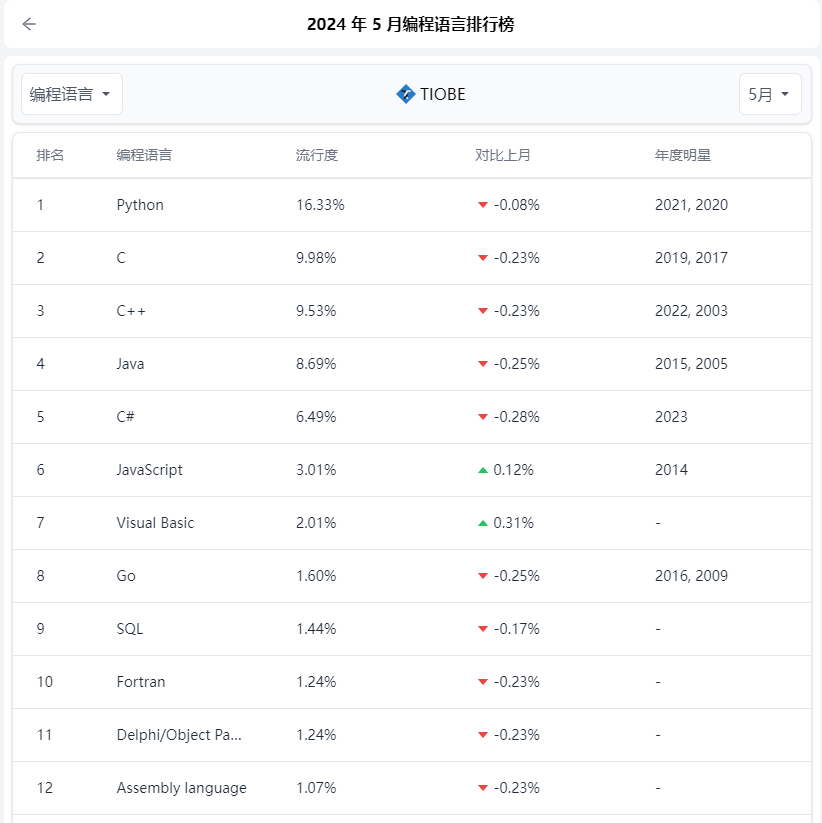 2024 年 5 月编程语言排行榜
编程语言 TIOBE 5月
排名 编程语言 流行度 对比上月 年度明星
1 Python 16.33% -0.08% 2021, 2020
2 C 9.98% -0.23% 2019, 2017
3 C++ 9.53% -0.23% 2022, 2003
4 Java 8.69% -0.25% 2015, 2005
5 C# 6.49% -0.28% 2023
6 JavaScript 3.01% 0.12% 2014
7 Visual Basic 2.01% 0.31% -
8 Go 1.60% -0.25% 2016, 2009
9 SQL 1.44% -0.17% -
10 Fortran 1.24% -0.23% -
11 Delphi/Object Pa... 1.24% -0.23% -
12 Assembly language 1.07% -0.23% -